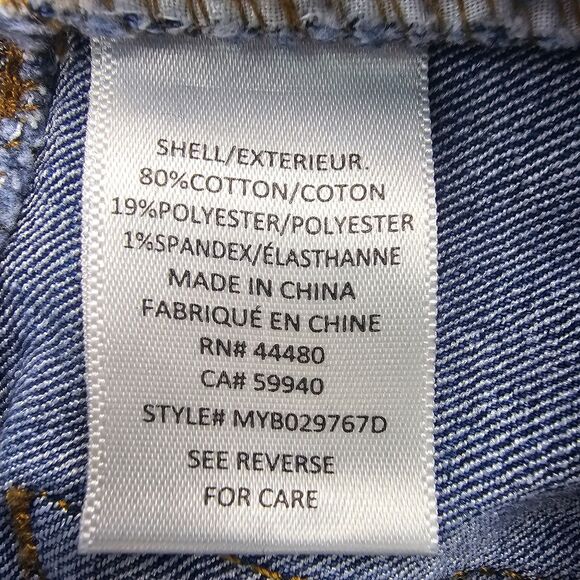 SHELL/EXTERIEUR.
80%COTTON/COTON
19%POLYESTER/POLYESTER
1%SPANDEX/ÉLASTHANNE
MADE IN CHINA
FABRIQUÉ EN CHINE
RN# 44480
CA# 59940
STYLE# MYB029767D
SEE REVERSE
FOR CARE